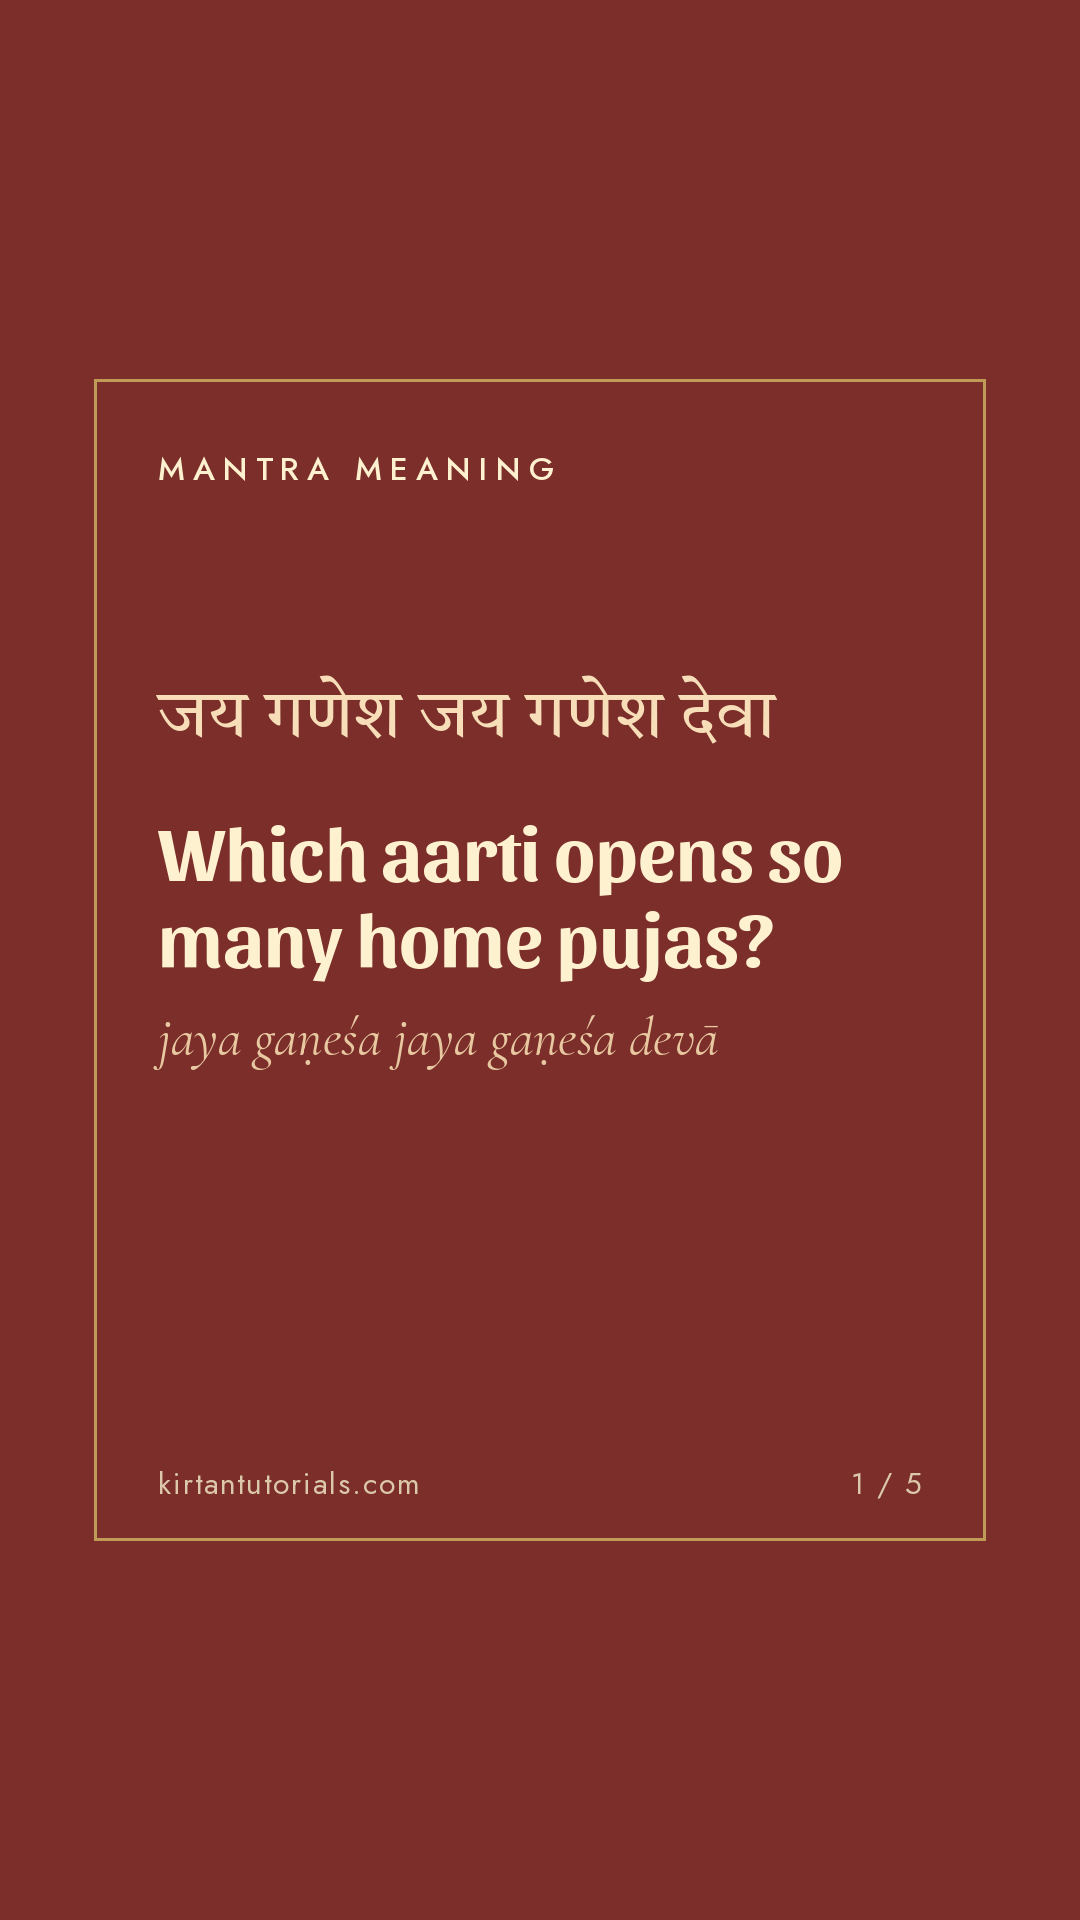 MANTRA MEANING
जय गणेश जय गणेश देवा
Which aarti opens so
many home pujas?
jaya gaṇeśa jaya gaṇeśa devā
kirtantutorials.com
1 / 5